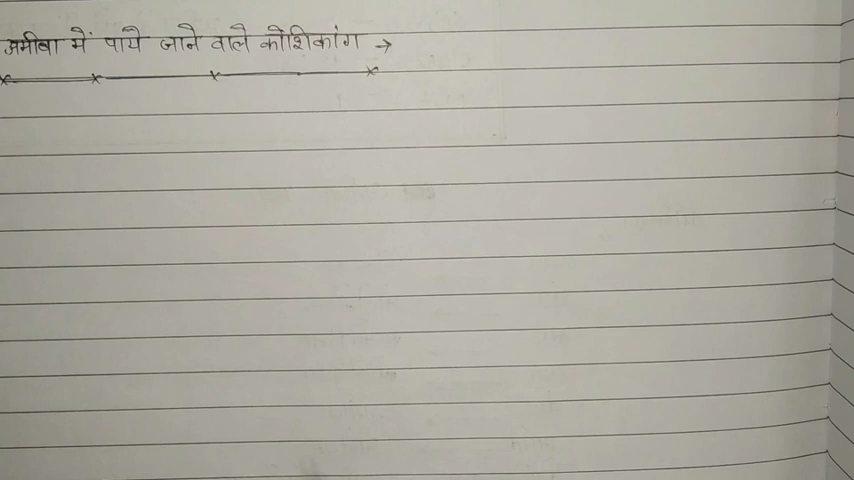 अमीबा में पाये जाने वाले कोशिकांग →